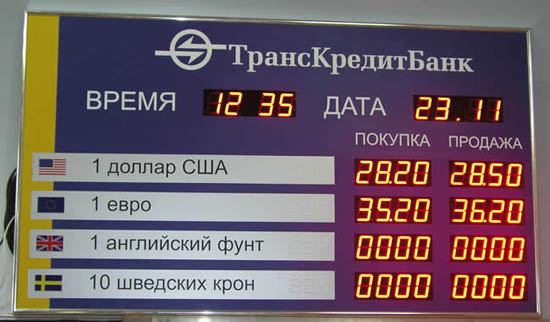 ТрансКредитБанк
ВРЕМЯ 12 35 ДАТА 23.11
ПОКУПКА ПРОДАЖА
1 доллар США 28.20 28.50
1 евро 35.20 36.20
1 английский фунт 0000 0000
10 шведских крон 0000 0000